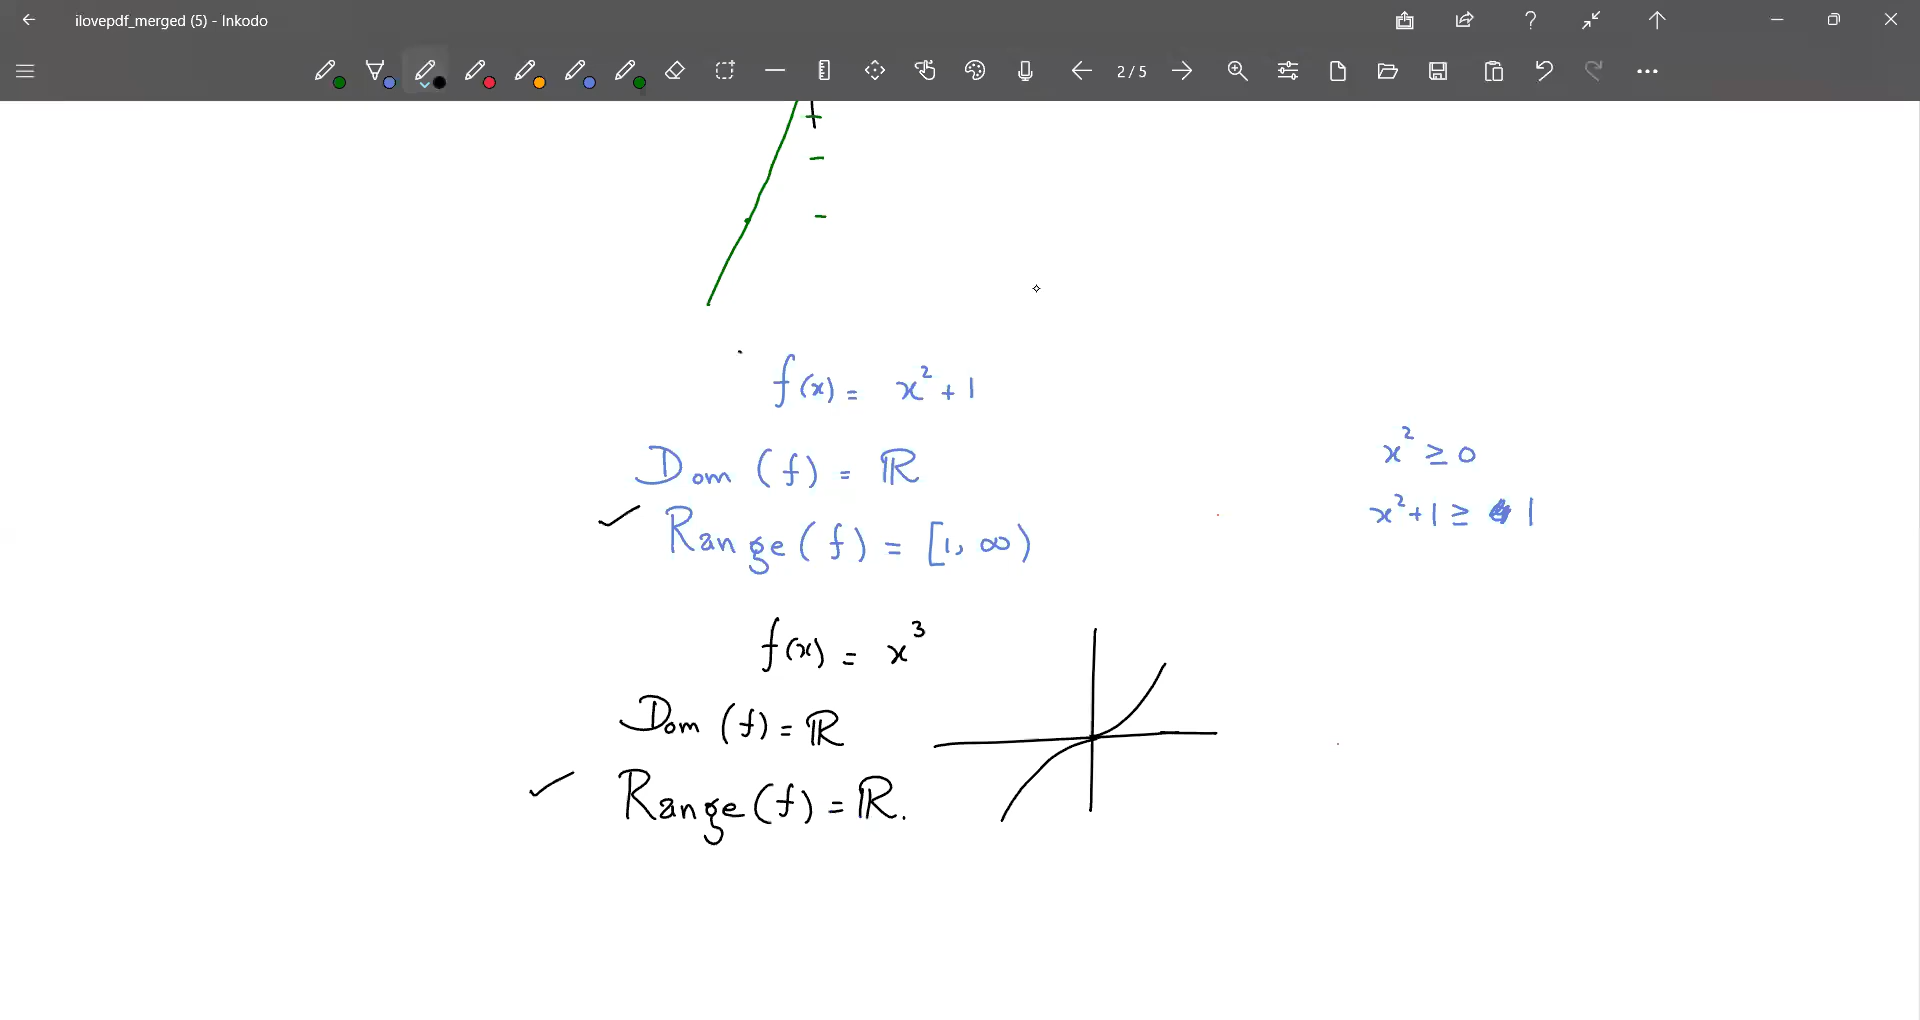 ilovepdf_merged (5) - Inkodo
2 / 5
f(x) = x² + 1
Dom (f) = ℝ
x² ≥ 0
x² + 1 ≥ 1
Range (f) = [1, ∞)
f(x) = x³
Dom (f) = ℝ
Range (f) = ℝ.